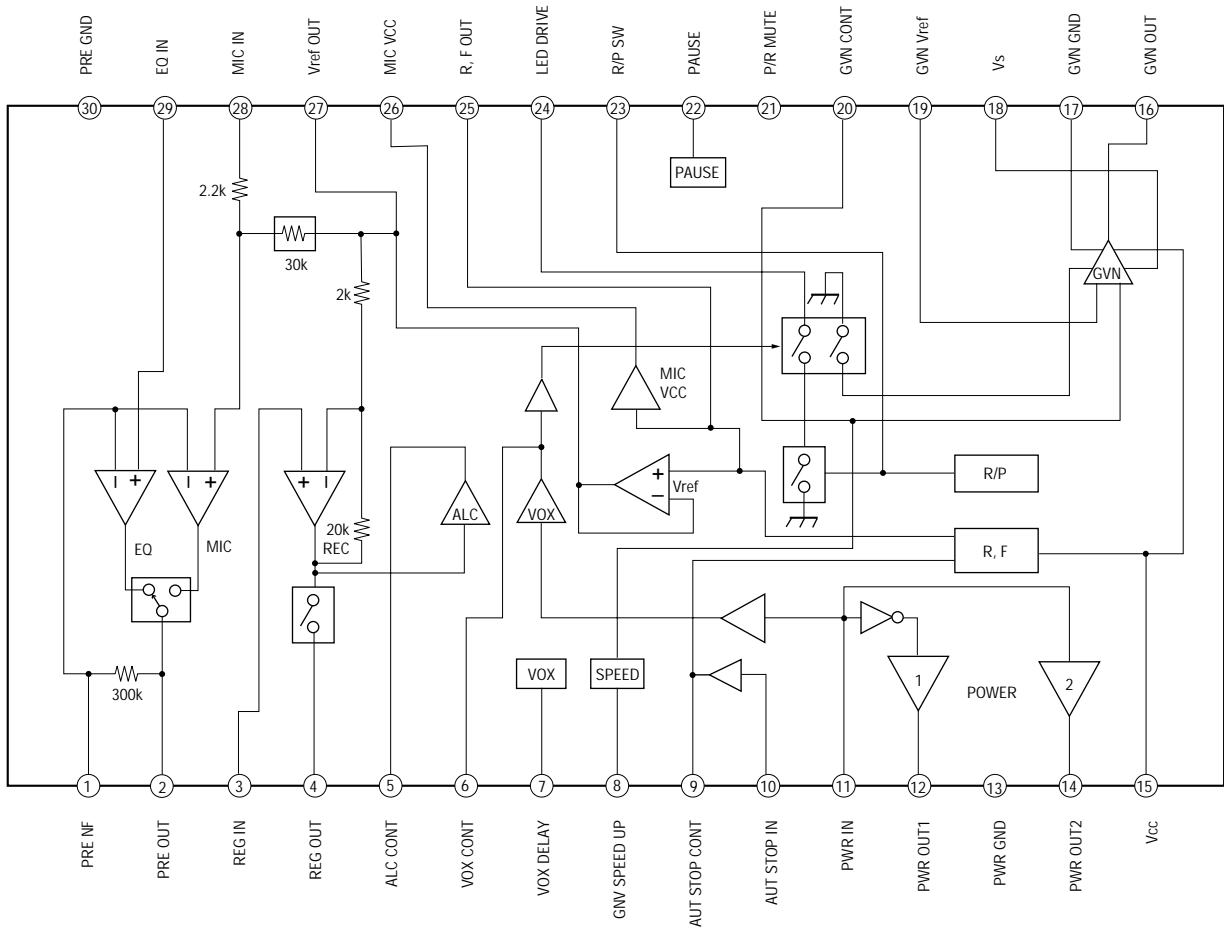 PRE GND
EQ IN
MIC IN
Vref OUT
MIC VCC
R, F OUT
LED DRIVE
R/P SW
PAUSE
P/R MUTE
GVN CONT
GVN Vref
Vs
GVN GND
GVN OUT
30
29
28
27
26
25
24
23
22
21
20
19
18
17
16
PAUSE
2.2k
30k
2k
GVN
MIC
VCC
+
−
Vref
R/P
EQ
MIC
20k
REC
ALC
VOX
R, F
300k
VOX
SPEED
1
POWER
2
1
2
3
4
5
6
7
8
9
10
11
12
13
14
15
PRE NF
PRE OUT
REG IN
REG OUT
ALC CONT
VOX CONT
VOX DELAY
GNV SPEED UP
AUT STOP CONT
AUT STOP IN
PWR IN
PWR OUT1
PWR GND
PWR OUT2
Vcc